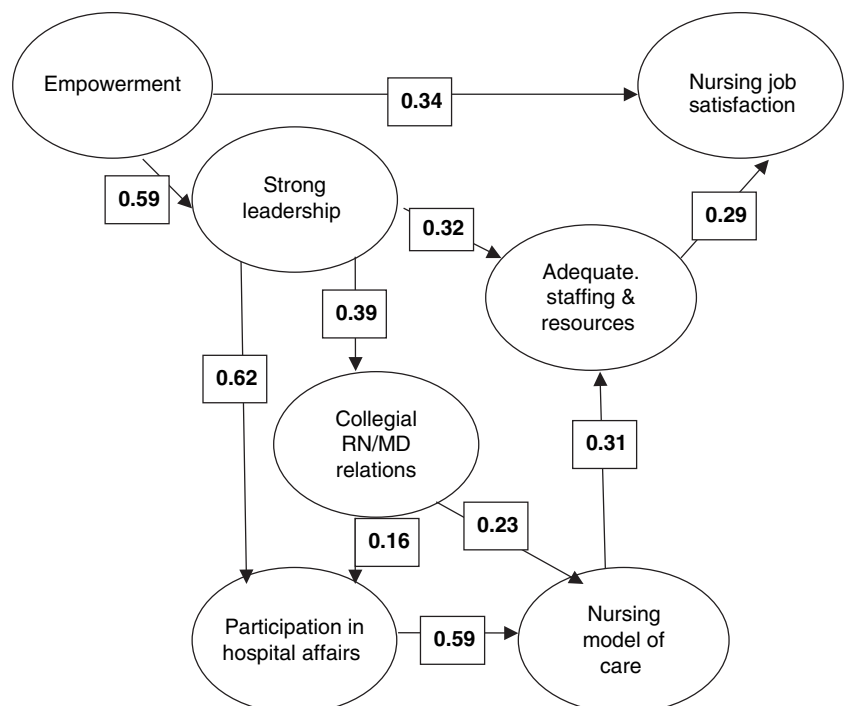 Empowerment
0.34
Nursing job
satisfaction
0.59
Strong
leadership
0.32
0.29
Adequate.
staffing &
resources
0.39
0.62
Collegial
RN/MD
relations
0.31
0.16
0.23
Participation in
hospital affairs
0.59
Nursing
model of
care